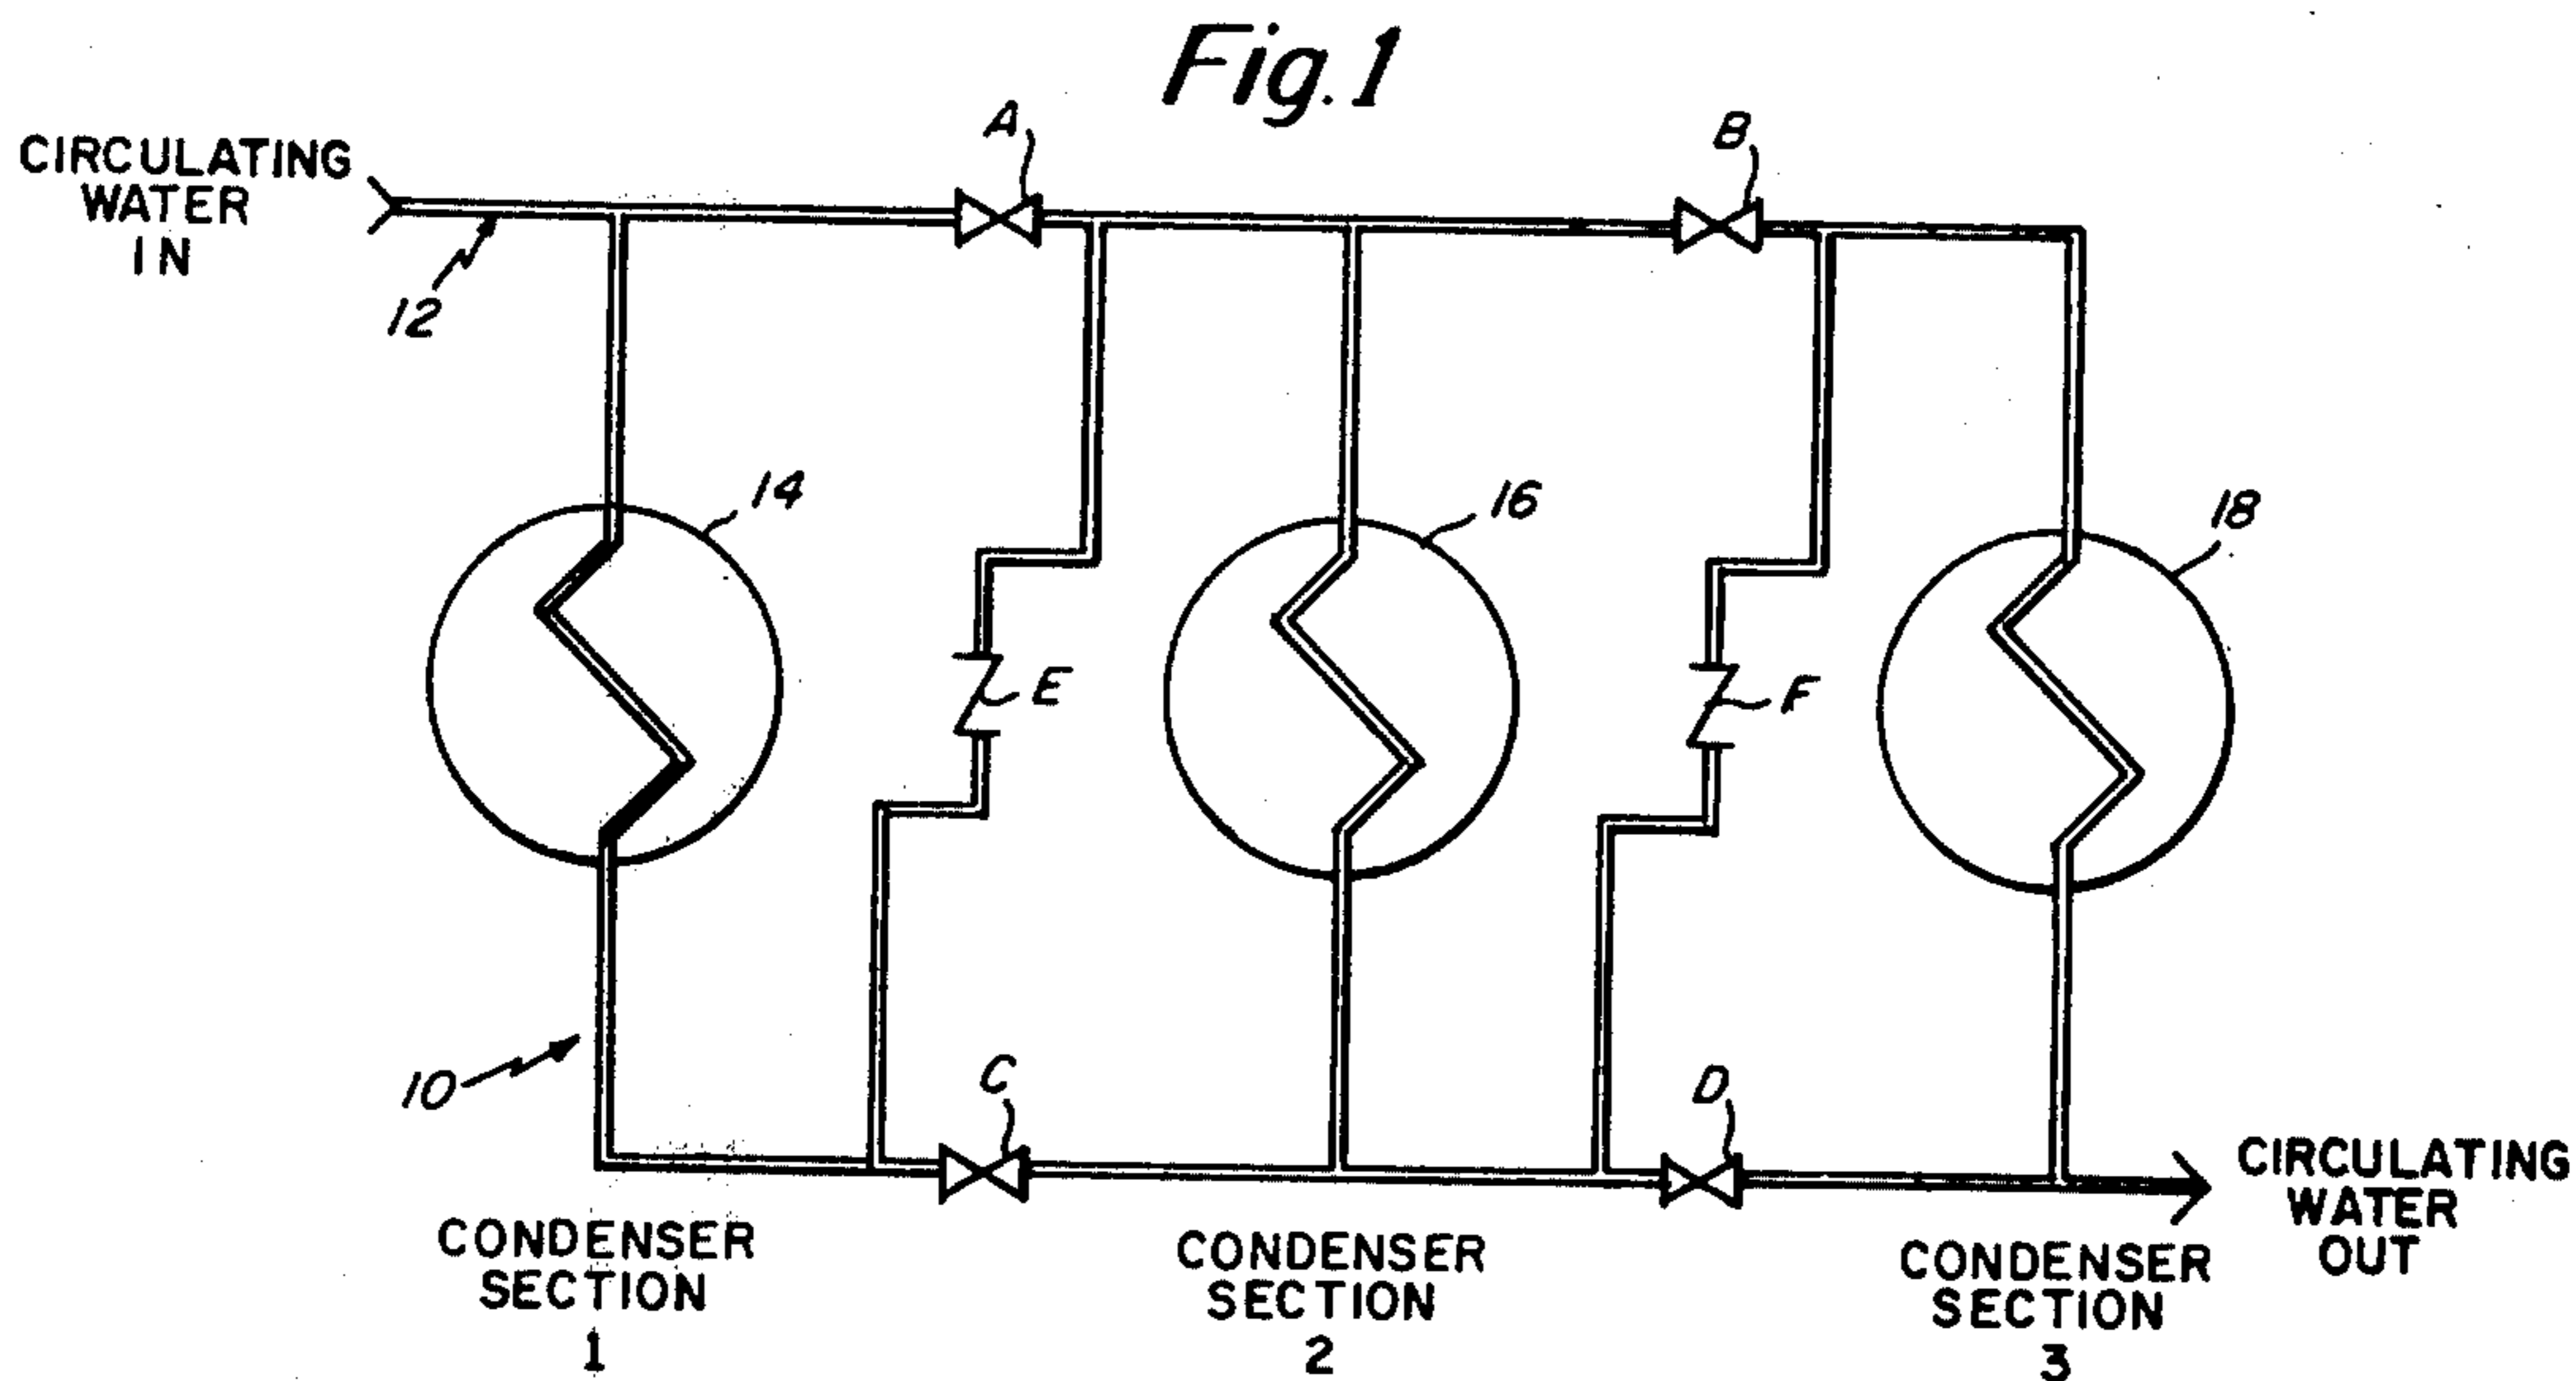 Fig. 1
A
B
CIRCULATING
WATER
IN
12
14
16
18
E
F
10
C
D
CIRCULATING
WATER
OUT
CONDENSER
SECTION
1
CONDENSER
SECTION
2
CONDENSER
SECTION
3